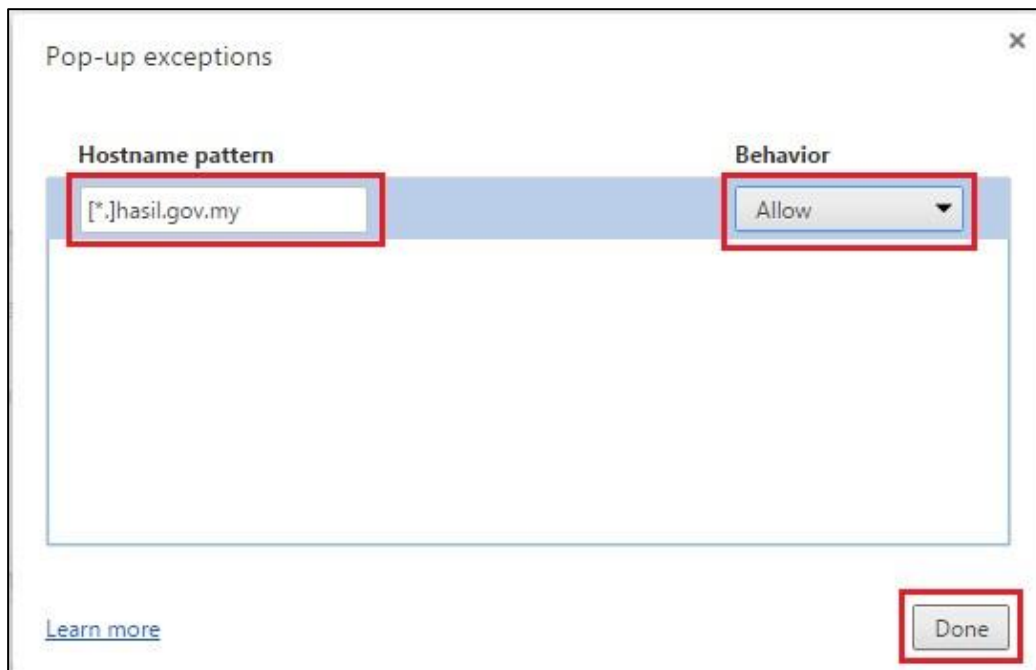 Pop-up exceptions
×
Hostname pattern Behavior
[*.]hasil.gov.my Allow
Learn more Done